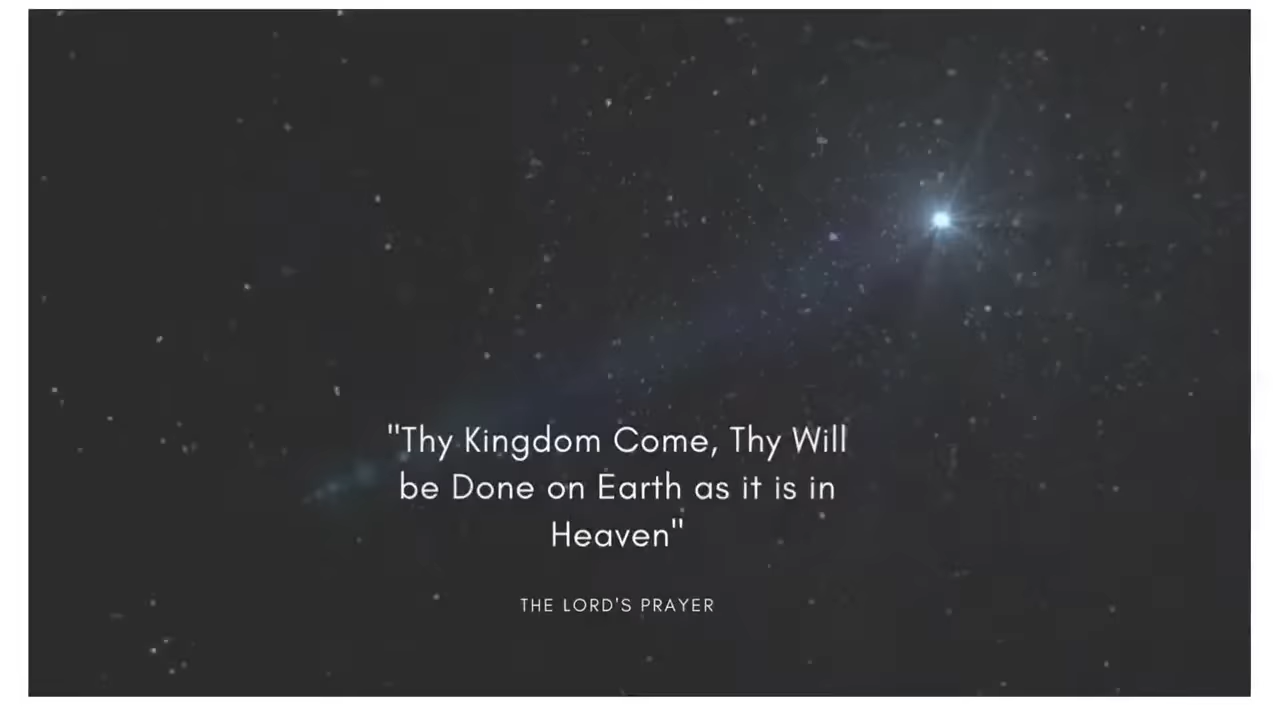 "Thy Kingdom Come, Thy Will
be Done on Earth as it is in
Heaven"
THE LORD'S PRAYER